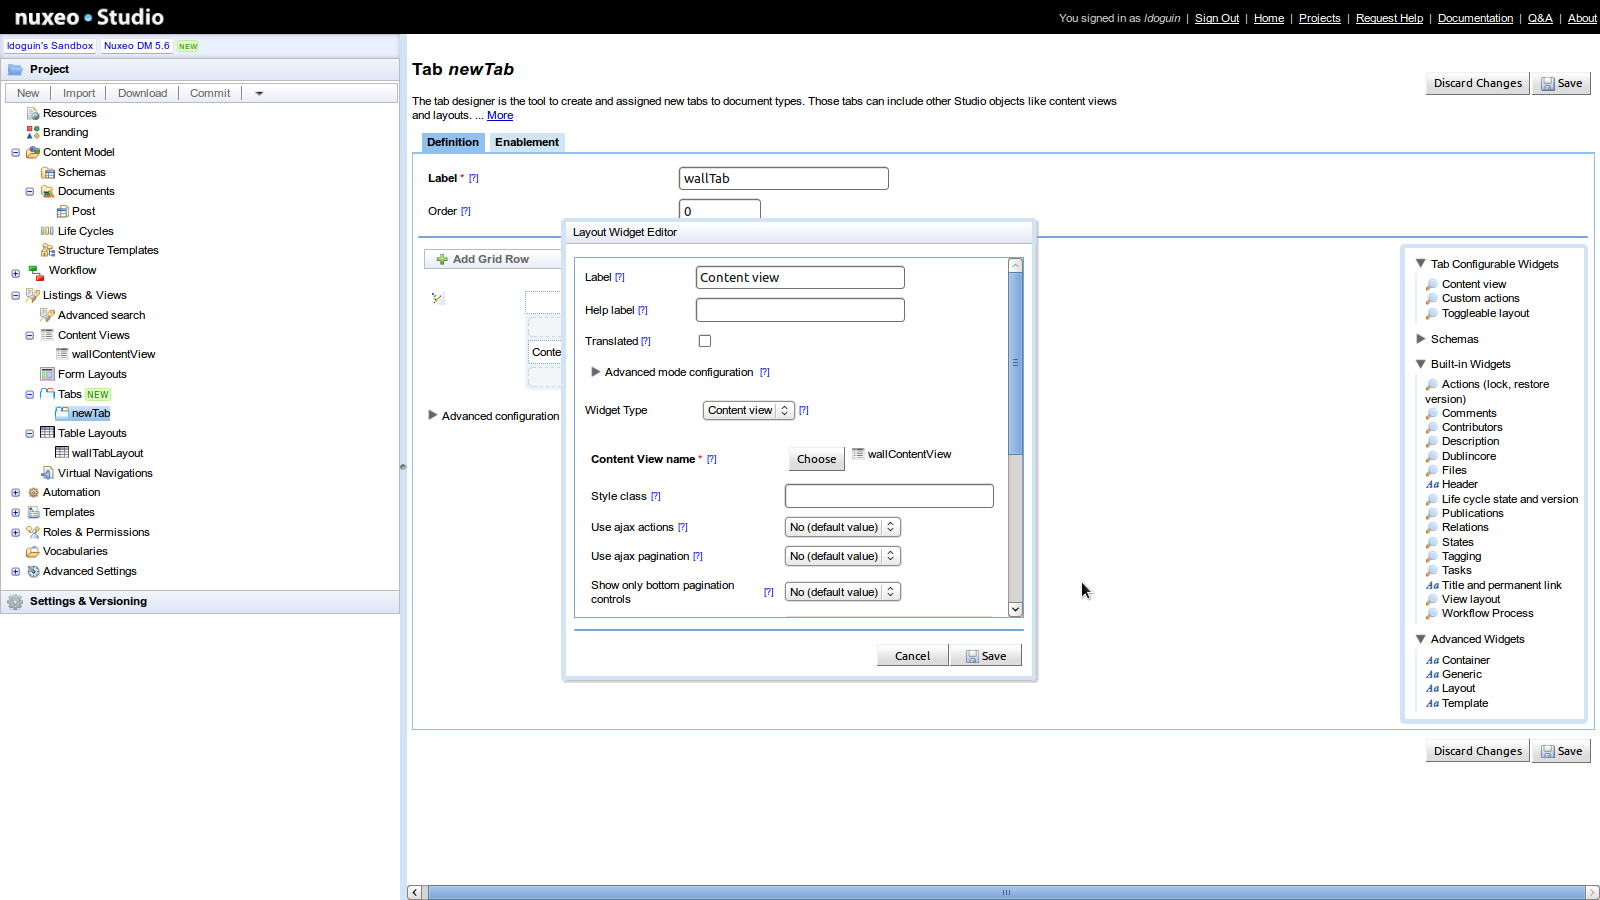 nuxeo Studio
You signed in as ldoguin | Sign Out | Home | Projects | Request Help | Documentation | Q&A | About
ldoguin's Sandbox Nuxeo DM 5.6 NEW
Project
New Import Download Commit
Resources
Branding
Content Model
Schemas
Documents
Post
Life Cycles
Structure Templates
Workflow
Listings & Views
Advanced search
Content Views
wallContentView
Form Layouts
Tabs NEW
newTab
Table Layouts
wallTabLayout
Virtual Navigations
Automation
Templates
Roles & Permissions
Vocabularies
Advanced Settings
Settings & Versioning
Tab newTab
Discard Changes Save
The tab designer is the tool to create and assigned new tabs to document types. Those tabs can include other Studio objects like content views
and layouts. ... More
Definition Enablement
Label * [?] wallTab
Order [?] 0
Add Grid Row
Conte
Advanced configuration
Layout Widget Editor
Label [?] Content view
Help label [?]
Translated [?]
Advanced mode configuration [?]
Widget Type Content view [?]
Content View name * [?] Choose wallContentView
Style class [?]
Use ajax actions [?] No (default value)
Use ajax pagination [?] No (default value)
Show only bottom pagination
controls [?] No (default value)
Cancel Save
Tab Configurable Widgets
Content view
Custom actions
Toggleable layout
Schemas
Built-in Widgets
Actions (lock, restore
version)
Comments
Contributors
Description
Dublincore
Files
Aa Header
Life cycle state and version
Publications
Relations
States
Tagging
Tasks
Aa Title and permanent link
View layout
Workflow Process
Advanced Widgets
Aa Container
Aa Generic
Aa Layout
Aa Template
Discard Changes Save